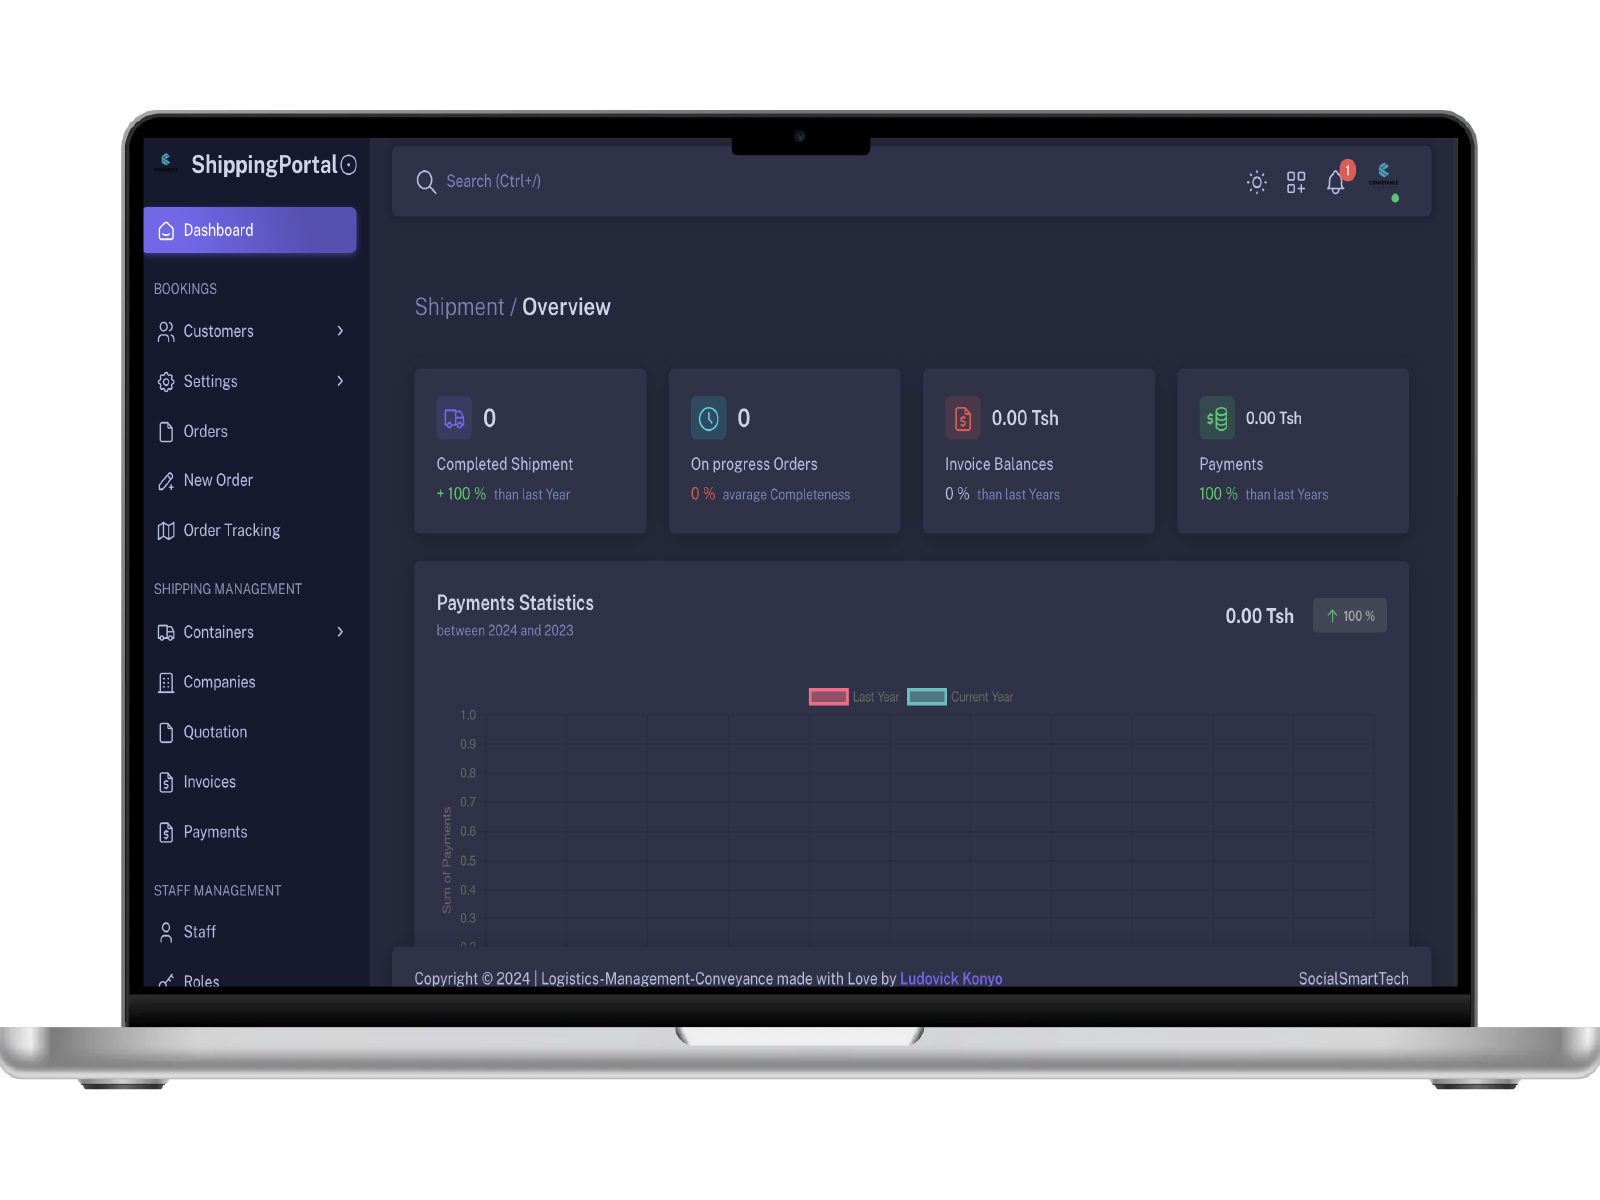 ShippingPortal
Search (Ctrl+/)
1
CONVEYANCE
Dashboard
BOOKINGS
Customers
Settings
Orders
New Order
Order Tracking
SHIPPING MANAGEMENT
Containers
Companies
Quotation
Invoices
Payments
STAFF MANAGEMENT
Staff
Roles
Shipment / Overview
0
Completed Shipment
+ 100 % than last Year
0
On progress Orders
0 % avarage Completeness
0.00 Tsh
Invoice Balances
0 % than last Years
0.00 Tsh
Payments
100 % than last Years
Payments Statistics
between 2024 and 2023
0.00 Tsh
100 %
Last Year Current Year
Sum of Payments
1.0
0.9
0.8
0.7
0.6
0.5
0.4
0.3
0.2
Copyright © 2024 | Logistics-Management-Conveyance made with Love by Ludovick Konyo
SocialSmartTech